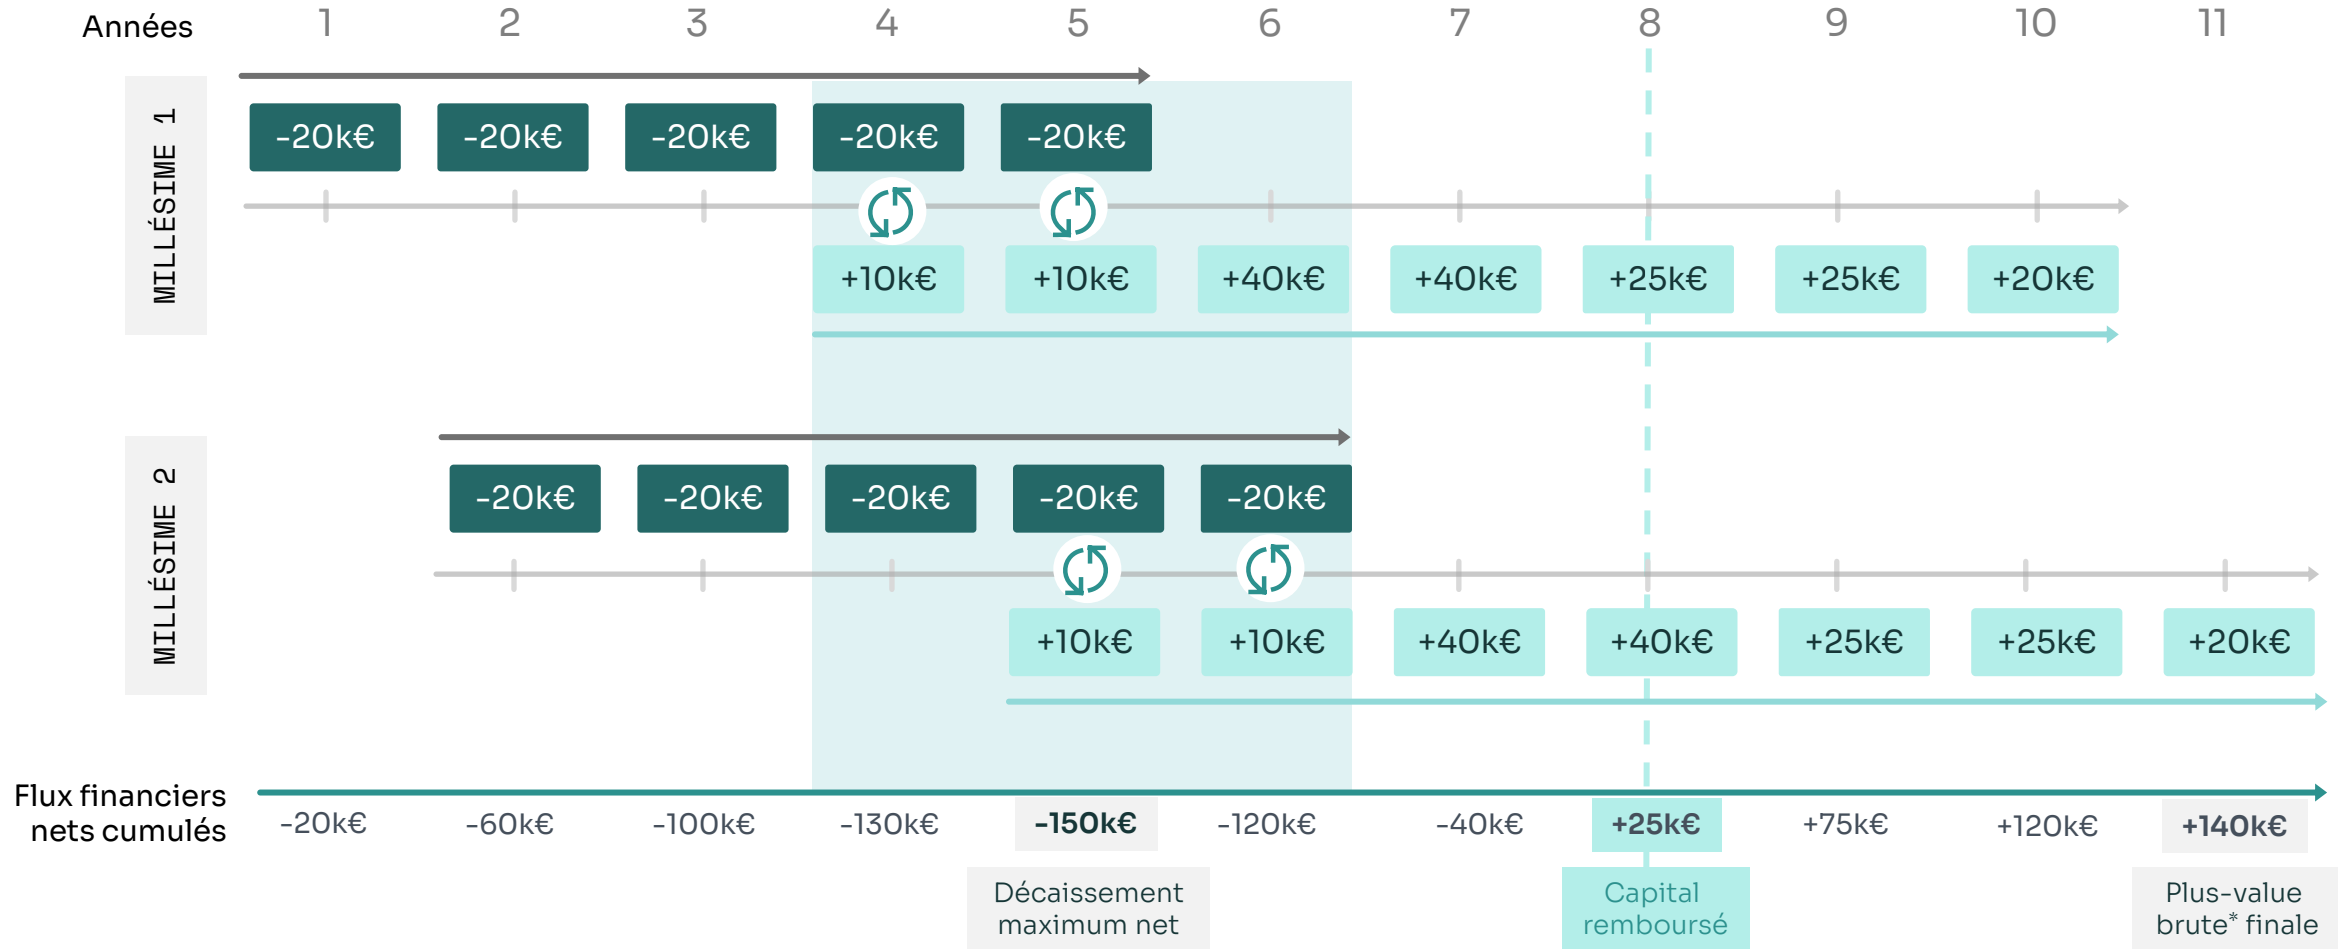 Années 1 2 3 4 5 6 7 8 9 10 11
MILLÉSIME 1
-20k€ -20k€ -20k€ -20k€ -20k€
+10k€ +10k€ +40k€ +40k€ +25k€ +25k€ +20k€
MILLÉSIME 2
-20k€ -20k€ -20k€ -20k€ -20k€
+10k€ +10k€ +40k€ +40k€ +25k€ +25k€ +20k€
Flux financiers
nets cumulés
-20k€ -60k€ -100k€ -130k€ -150k€ -120k€ -40k€ +25k€ +75k€ +120k€ +140k€
Décaissement
maximum net
Capital
remboursé
Plus-value
brute* finale